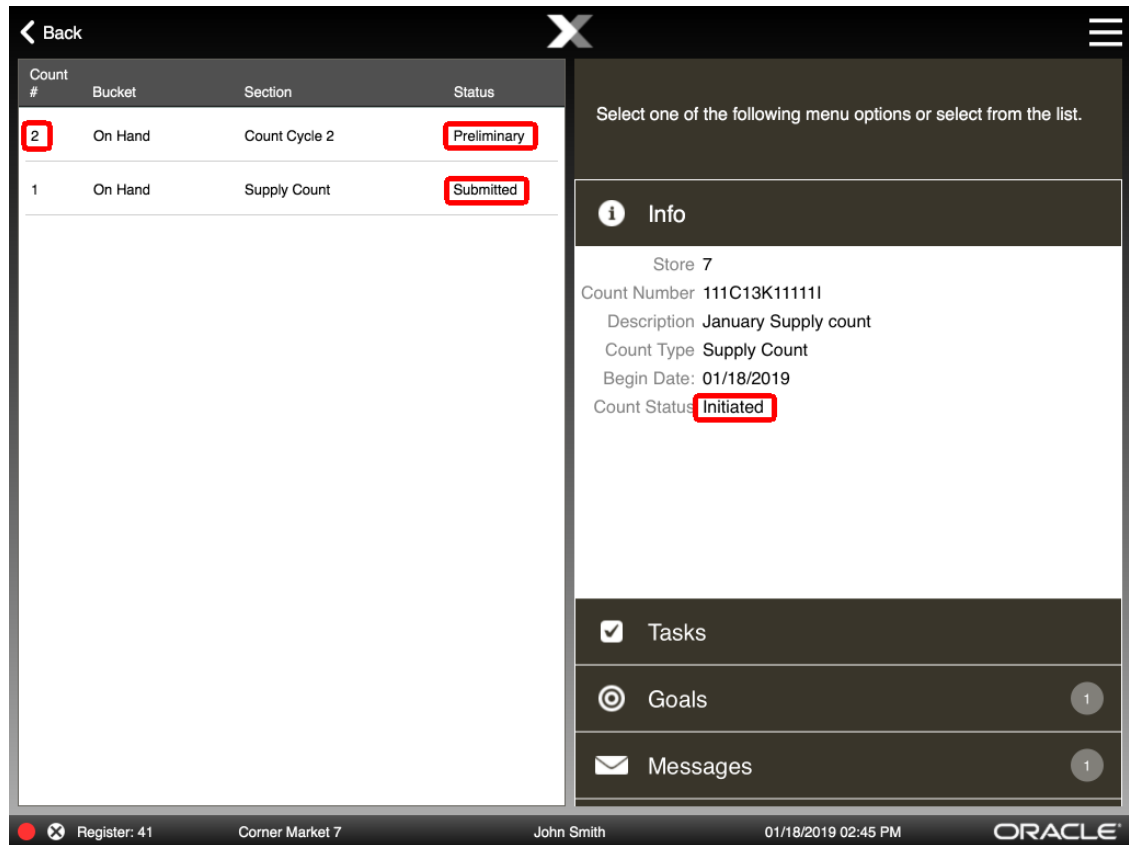 Back
Count
# Bucket Section Status
2 On Hand Count Cycle 2 Preliminary
1 On Hand Supply Count Submitted
Select one of the following menu options or select from the list.
Info
Store 7
Count Number 111C13K11111I
Description January Supply count
Count Type Supply Count
Begin Date: 01/18/2019
Count Status Initiated
Tasks
Goals 1
Messages 1
Register: 41 Corner Market 7 John Smith 01/18/2019 02:45 PM ORACLE